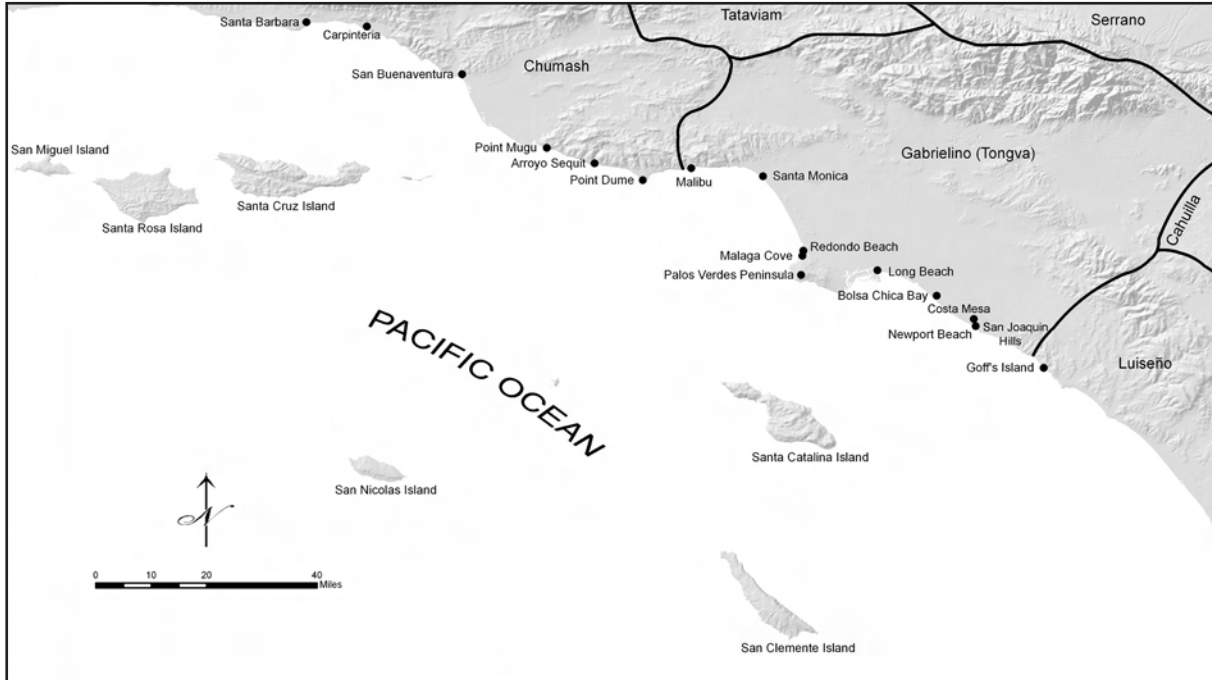 Tataviam
Serrano
Santa Barbara
Carpinteria
San Buenaventura
Chumash
Point Mugu
Arroyo Sequit
Point Dume
Malibu
Santa Monica
Gabrielino (Tongva)
Cahuilla
San Miguel Island
Santa Rosa Island
Santa Cruz Island
Redondo Beach
Malaga Cove
Palos Verdes Peninsula
Long Beach
Bolsa Chica Bay
Costa Mesa
Newport Beach
San Joaquin
Hills
Goff's Island
Luiseño
PACIFIC OCEAN
Santa Catalina Island
San Nicolas Island
San Clemente Island
N
0 10 20 40
Miles